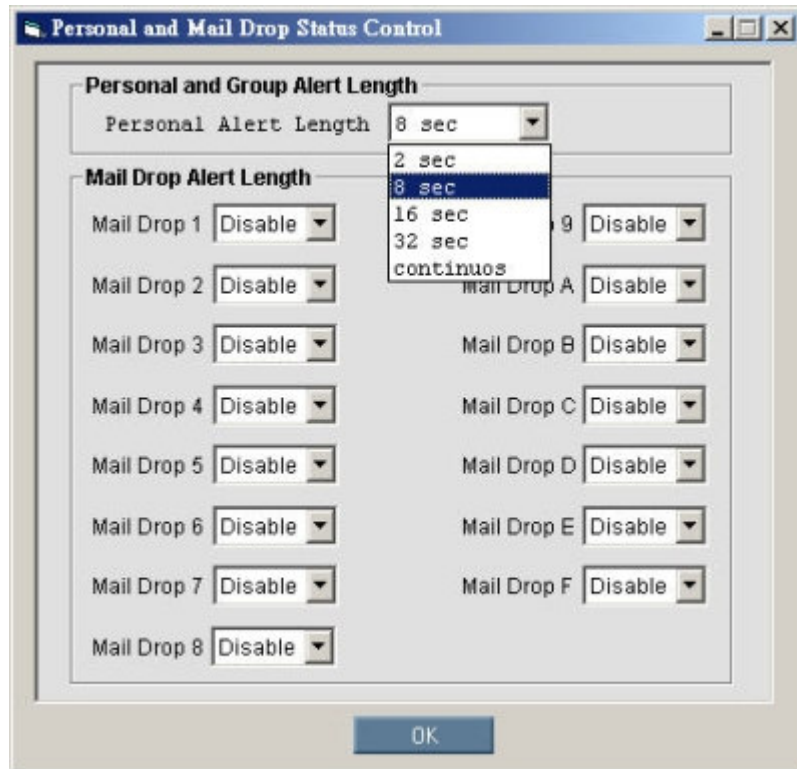 Personal and Mail Drop Status Control
Personal and Group Alert Length
Personal Alert Length 8 sec
2 sec
8 sec
16 sec
32 sec
continuos
Mail Drop Alert Length
Mail Drop 1 Disable
Mail Drop 2 Disable
Mail Drop 3 Disable
Mail Drop 4 Disable
Mail Drop 5 Disable
Mail Drop 6 Disable
Mail Drop 7 Disable
Mail Drop 8 Disable
9 Disable
Mail Drop A Disable
Mail Drop B Disable
Mail Drop C Disable
Mail Drop D Disable
Mail Drop E Disable
Mail Drop F Disable
OK